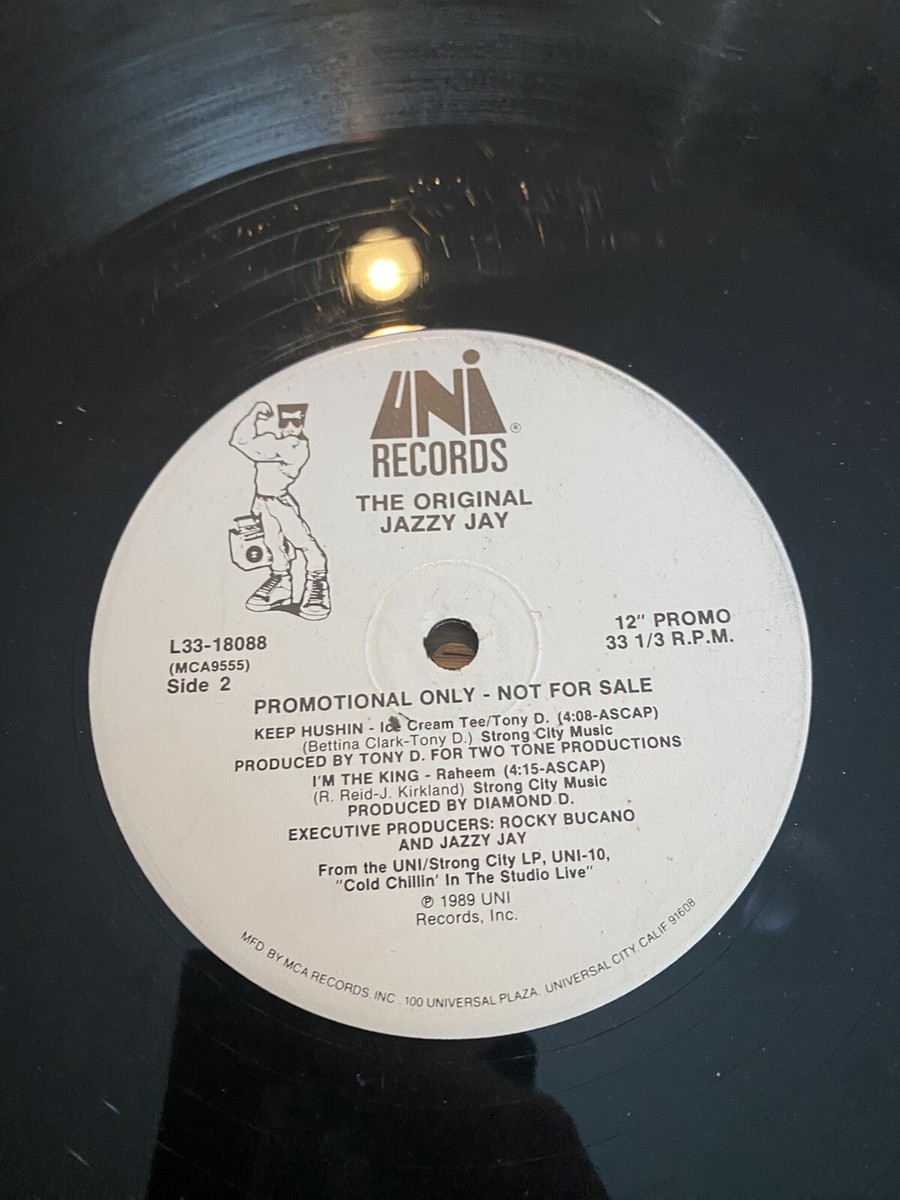 UNi
®
RECORDS
THE ORIGINAL
JAZZY JAY
L33-18088
(MCA9555)
Side 2
12" PROMO
33 1/3 R.P.M.
PROMOTIONAL ONLY - NOT FOR SALE
KEEP HUSHIN - Ice Cream Tee/Tony D. (4:08-ASCAP)
(Bettina Clark-Tony D.) Strong City Music
PRODUCED BY TONY D. FOR TWO TONE PRODUCTIONS
I'M THE KING - Raheem (4:15-ASCAP)
(R. Reid-J. Kirkland) Strong City Music
PRODUCED BY DIAMOND D.
EXECUTIVE PRODUCERS: ROCKY BUCANO
AND JAZZY JAY
From the UNI/Strong City LP, UNI-10,
"Cold Chillin' In The Studio Live"
℗ 1989 UNI
Records, Inc.
MFD. BY MCA RECORDS, INC., 100 UNIVERSAL PLAZA, UNIVERSAL CITY, CALIF. 91608